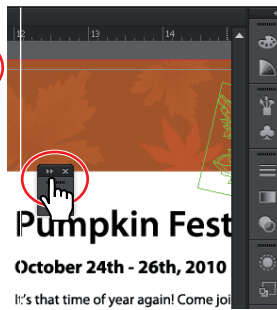 12 13 14
Pumpkin Fest
October 24th - 26th, 2010
It's that time of year again! Come joi